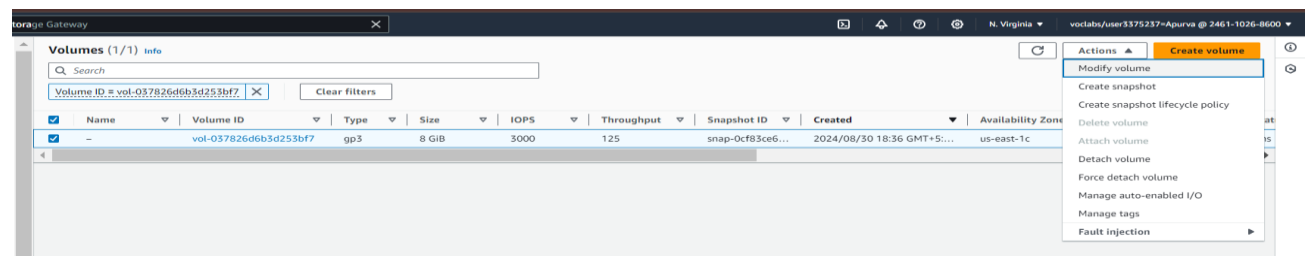 torage Gateway N. Virginia voclabs/user3375237=Apurva @ 2461-1026-8600
Volumes (1/1) Info Actions Create volume
Search
Volume ID = vol-037826d6b3d253bf7 Clear filters
Name Volume ID Type Size IOPS Throughput Snapshot ID Created Availability Zone
– vol-037826d6b3d253bf7 gp3 8 GiB 3000 125 snap-0cf83ce6... 2024/08/30 18:36 GMT+5:... us-east-1c
Modify volume
Create snapshot
Create snapshot lifecycle policy
Delete volume
Attach volume
Detach volume
Force detach volume
Manage auto-enabled I/O
Manage tags
Fault injection